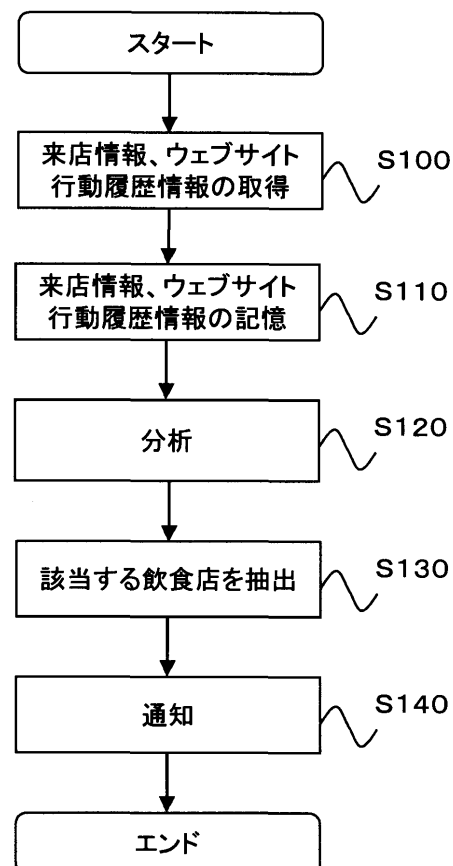 スタート
来店情報、ウェブサイト
行動履歴情報の取得
S100
来店情報、ウェブサイト
行動履歴情報の記憶
S110
分析
S120
該当する飲食店を抽出
S130
通知
S140
エンド